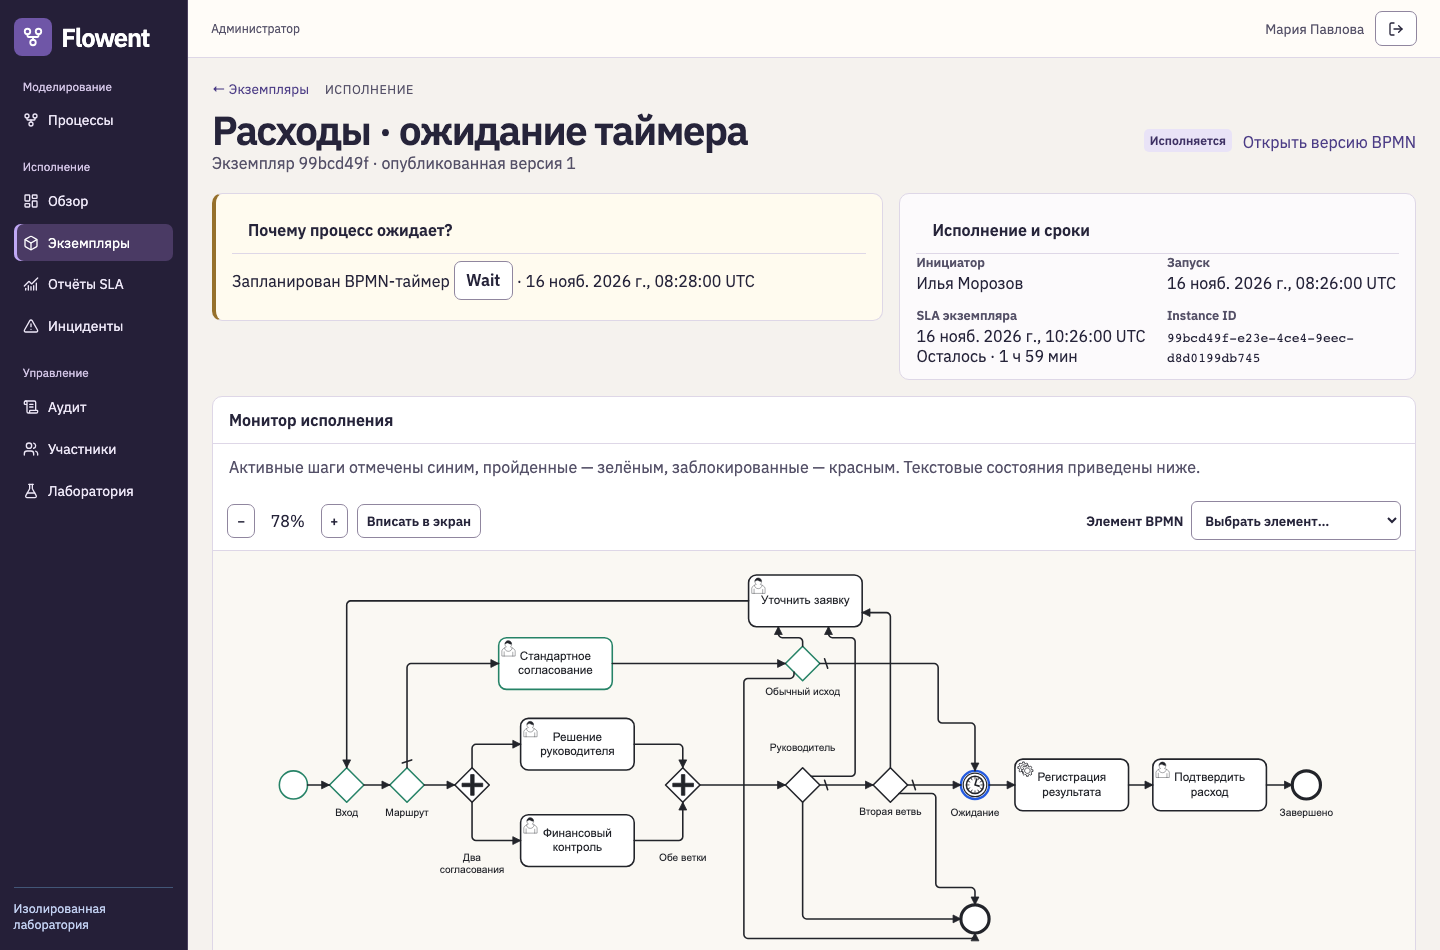 Flowent
Моделирование
Процессы
Исполнение
Обзор
Экземпляры
Отчёты SLA
Инциденты
Управление
Аудит
Участники
Лаборатория
Изолированная
лаборатория
Администратор
Мария Павлова
← Экземпляры
ИСПОЛНЕНИЕ
Расходы · ожидание таймера
Экземпляр 99bcd49f · опубликованная версия 1
Исполняется
Открыть версию BPMN
Почему процесс ожидает?
Запланирован BPMN-таймер Wait · 16 нояб. 2026 г., 08:28:00 UTC
Исполнение и сроки
Инициатор
Илья Морозов
Запуск
16 нояб. 2026 г., 08:26:00 UTC
SLA экземпляра
16 нояб. 2026 г., 10:26:00 UTC
Осталось · 1 ч 59 мин
Instance ID
99bcd49f-e23e-4ce4-9eec-
d8d0199db745
Монитор исполнения
Активные шаги отмечены синим, пройденные — зелёным, заблокированные — красным. Текстовые состояния приведены ниже.
−
78%
+
Вписать в экран
Элемент BPMN
Выбрать элемент...
Уточнить заявку
Стандартное
согласование
Обычный исход
Решение
руководителя
Руководитель
Вход
Маршрут
Два
согласования
Финансовый
контроль
Обе ветки
Вторая ветвь
Ожидание
Регистрация
результата
Подтвердить
расход
Завершено